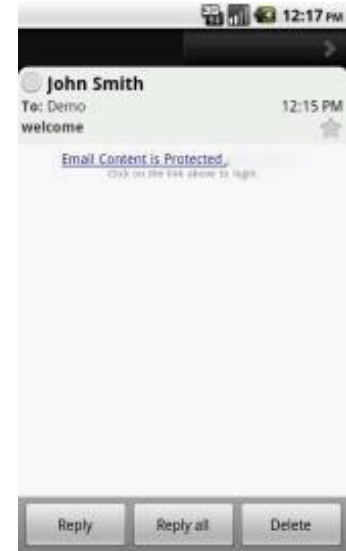 12:17 PM
John Smith
To: Demo 12:15 PM
welcome
Email Content is Protected.
Click on the link above to login.
Reply Reply all Delete